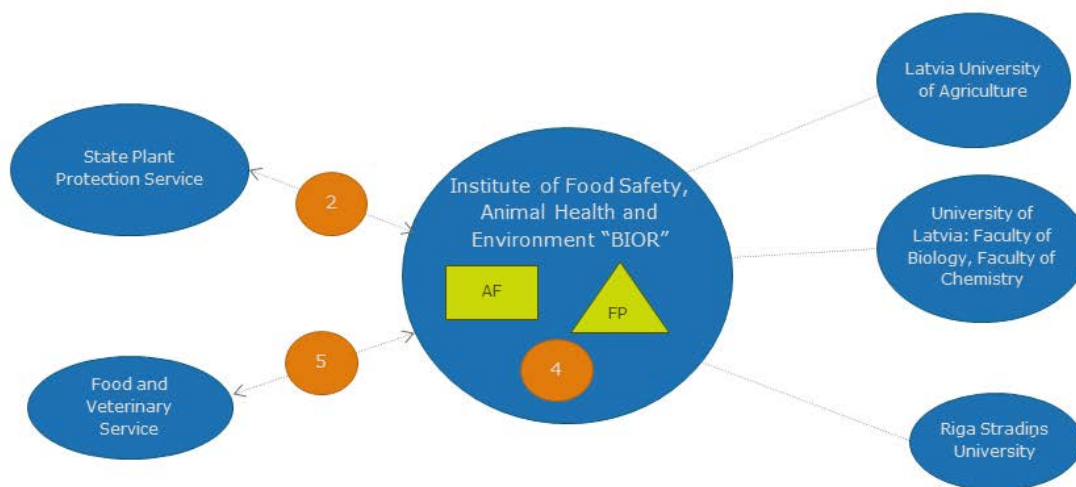 State Plant
Protection Service
2
Food and
Veterinary
Service
5
Institute of Food Safety,
Animal Health and
Environment “BIOR”
AF
FP
4
Latvia University
of Agriculture
University of
Latvia: Faculty of
Biology, Faculty of
Chemistry
Riga Stradiņs
University